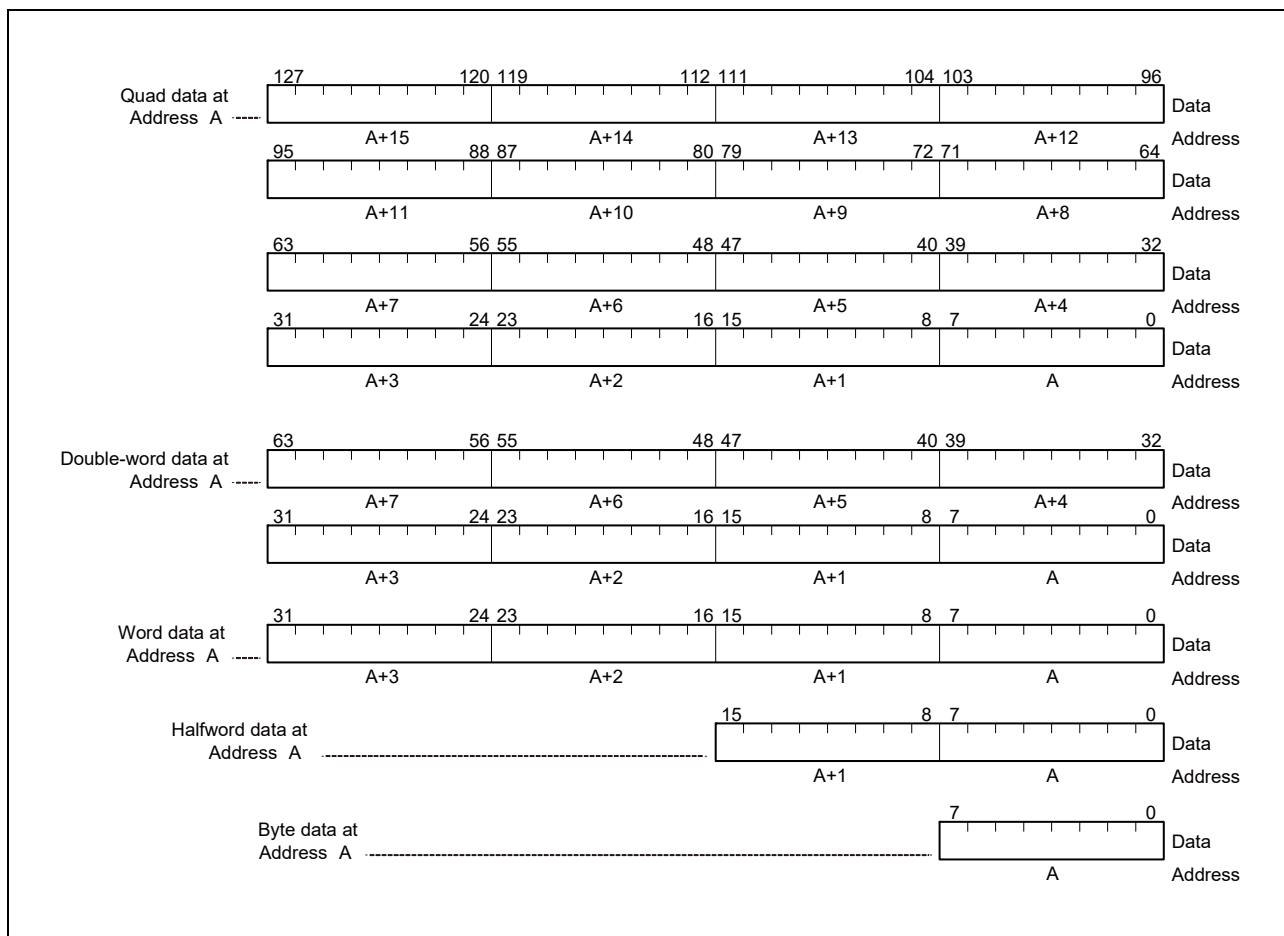 127 120 119 112 111 104 103 96
Quad data at
Address A
Data
A+15 A+14 A+13 A+12 Address
95 88 87 80 79 72 71 64
Data
A+11 A+10 A+9 A+8 Address
63 56 55 48 47 40 39 32
Data
A+7 A+6 A+5 A+4 Address
31 24 23 16 15 8 7 0
Data
A+3 A+2 A+1 A Address
63 56 55 48 47 40 39 32
Double-word data at
Address A
Data
A+7 A+6 A+5 A+4 Address
31 24 23 16 15 8 7 0
Data
A+3 A+2 A+1 A Address
31 24 23 16 15 8 7 0
Word data at
Address A
Data
A+3 A+2 A+1 A Address
15 8 7 0
Halfword data at
Address A
Data
A+1 A Address
7 0
Byte data at
Address A
Data
A Address